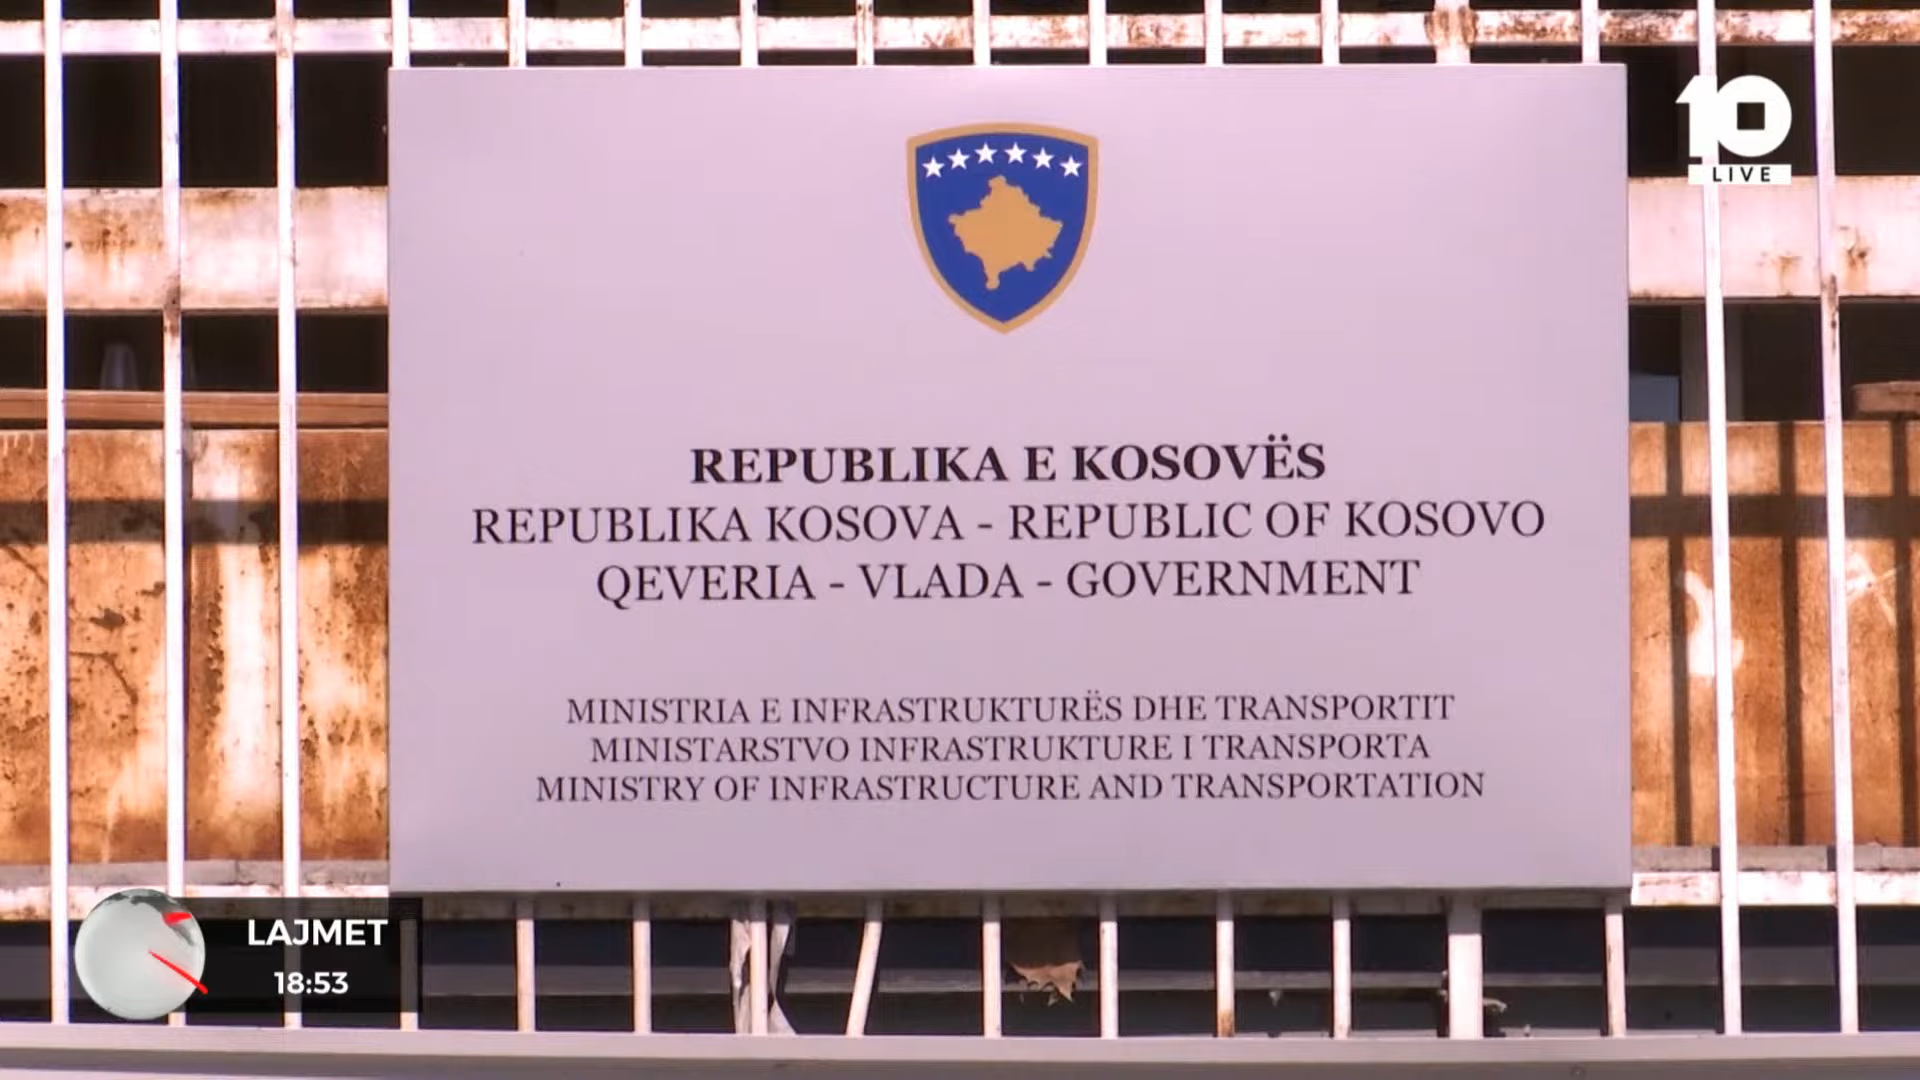 10
LIVE
REPUBLIKA E KOSOVËS
REPUBLIKA KOSOVA - REPUBLIC OF KOSOVO
QEVERIA - VLADA - GOVERNMENT
MINISTRIA E INFRASTRUKTURËS DHE TRANSPORTIT
MINISTARSTVO INFRASTRUKTURE I TRANSPORTA
MINISTRY OF INFRASTRUCTURE AND TRANSPORTATION
LAJMET
18:53